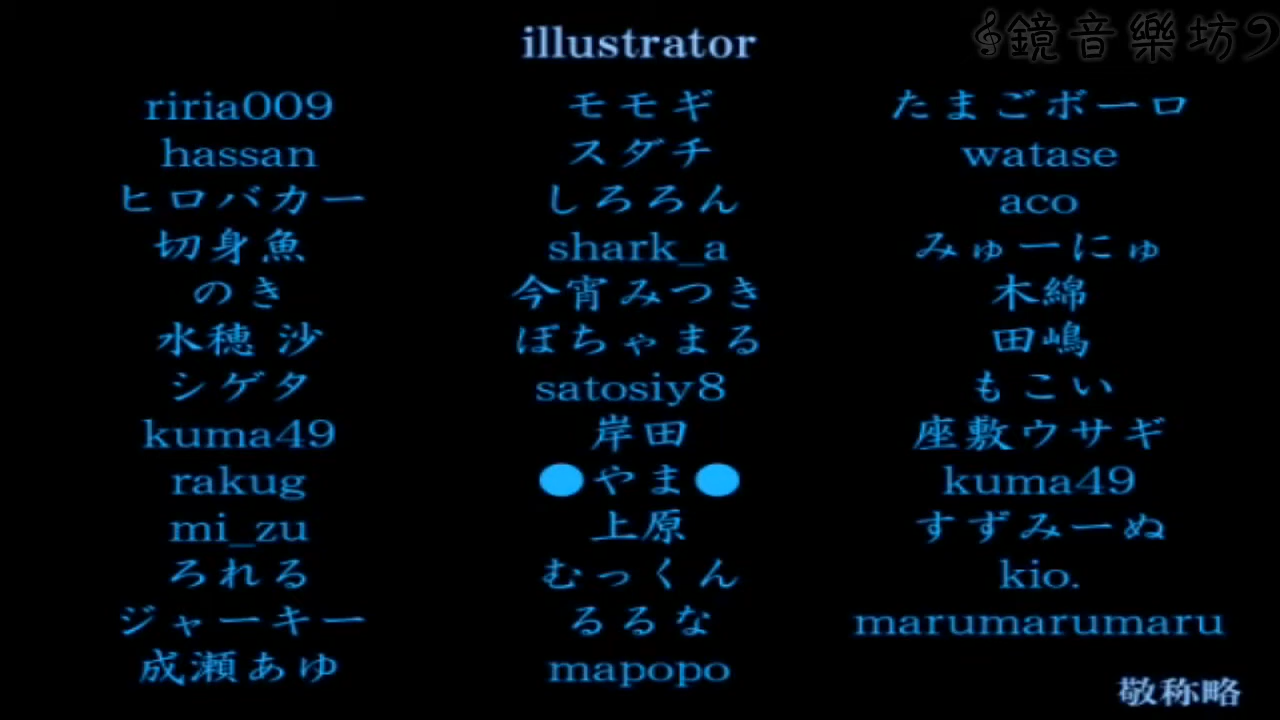 illustrator
鏡音樂坊
riria009 モモギ たまごボーロ
hassan スダチ watase
ヒロバカー しろろん aco
切身魚 shark_a みゅーにゅ
のき 今宵みつき 木綿
水穂 沙 ぽちゃまる 田嶋
シゲタ satosiy8 もこい
kuma49 岸田 座敷ウサギ
rakug ●やま● kuma49
mi_zu 上原 すずみーぬ
ろれる むっくん kio.
ジャーキー るるな marumarumaru
成瀬あゆ mapopo
敬称略